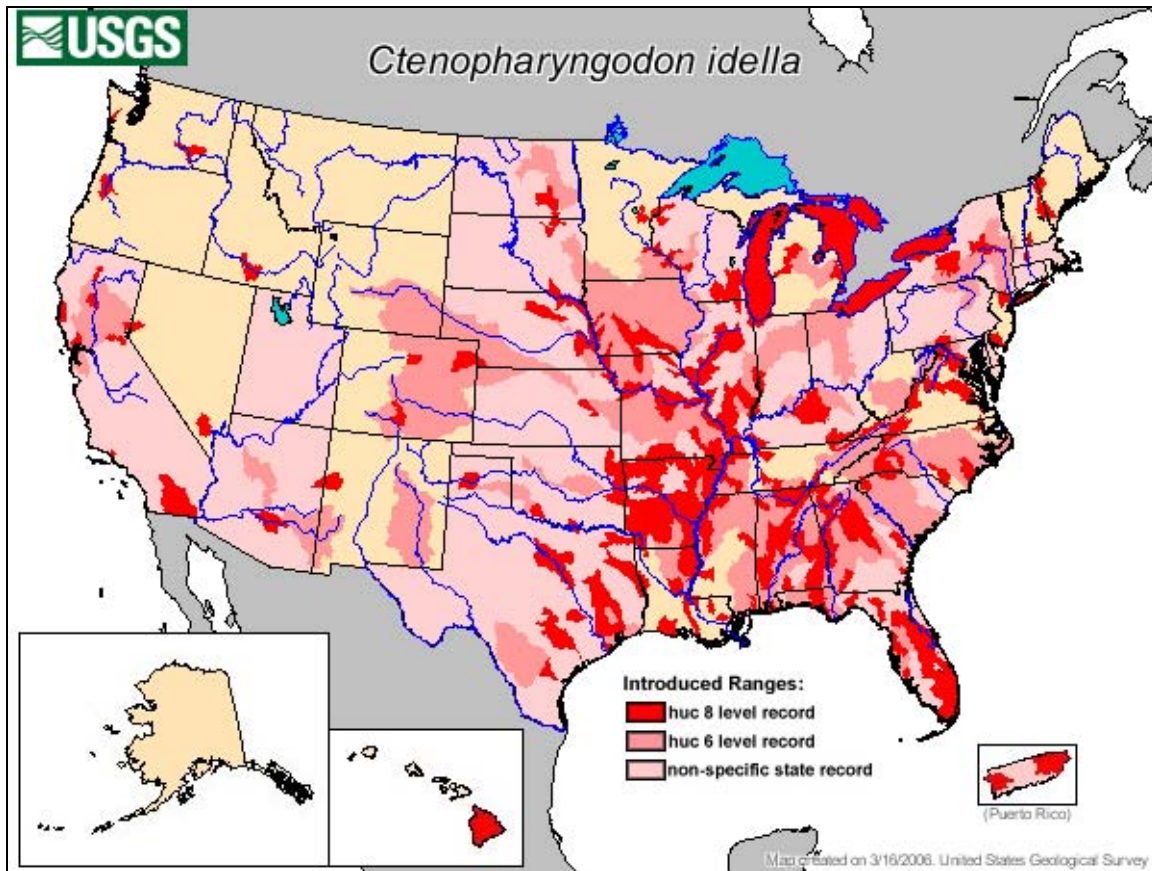 USGS
Ctenopharyngodon idella
Introduced Ranges:
huc 8 level record
huc 6 level record
non-specific state record
(Puerto Rico)
Map created on 3/16/2006. United States Geological Survey